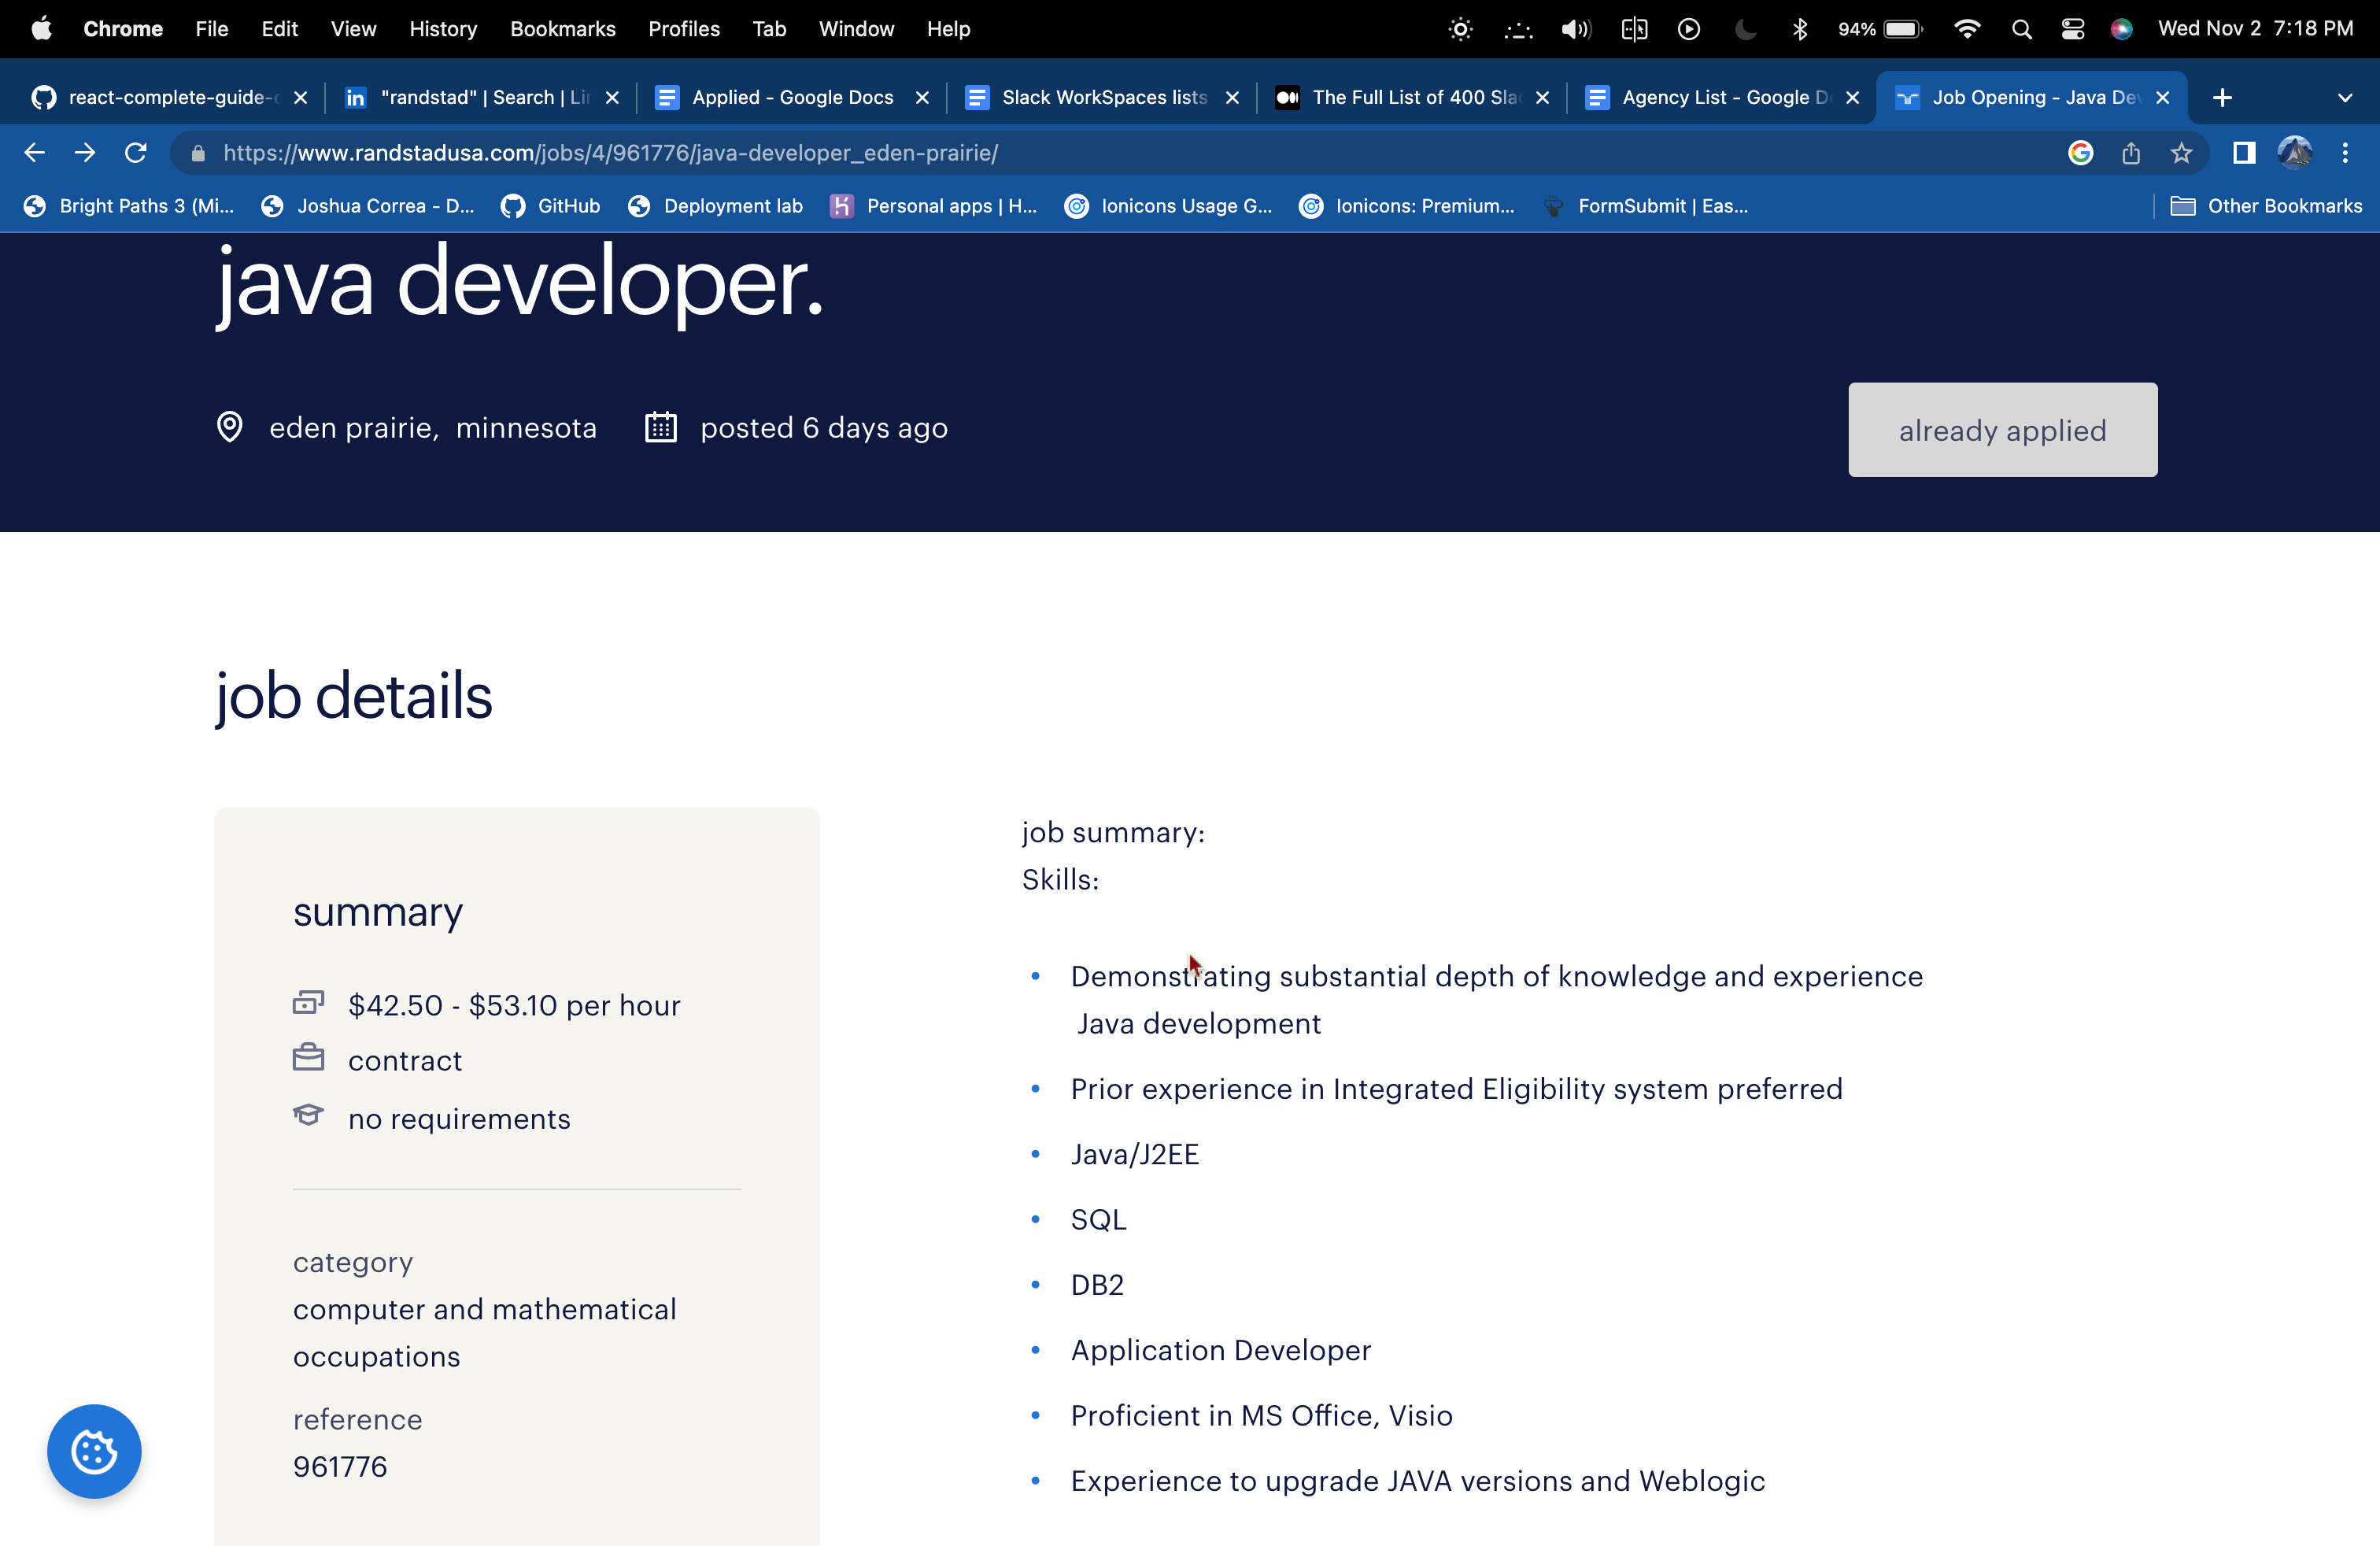 Chrome File Edit View History Bookmarks Profiles Tab Window Help 94% Wed Nov 2 7:18 PM
react-complete-guide- "randstad" | Search | Applied - Google Docs Slack WorkSpaces lists The Full List of 400 Agency List - Google Job Opening - Java
https://www.randstadusa.com/jobs/4/961776/java-developer_eden-prairie/
Bright Paths 3 (Mi... Joshua Correa - D... GitHub Deployment lab Personal apps | H... Ionicons Usage G... Ionicons: Premium... FormSubmit | Eas... Other Bookmarks
java developer.
eden prairie, minnesota posted 6 days ago
already applied
job details
summary
$42.50 - $53.10 per hour
contract
no requirements
category
computer and mathematical
occupations
reference
961776
job summary:
Skills:
• Demonstrating substantial depth of knowledge and experience
Java development
• Prior experience in Integrated Eligibility system preferred
• Java/J2EE
• SQL
• DB2
• Application Developer
• Proficient in MS Office, Visio
• Experience to upgrade JAVA versions and Weblogic